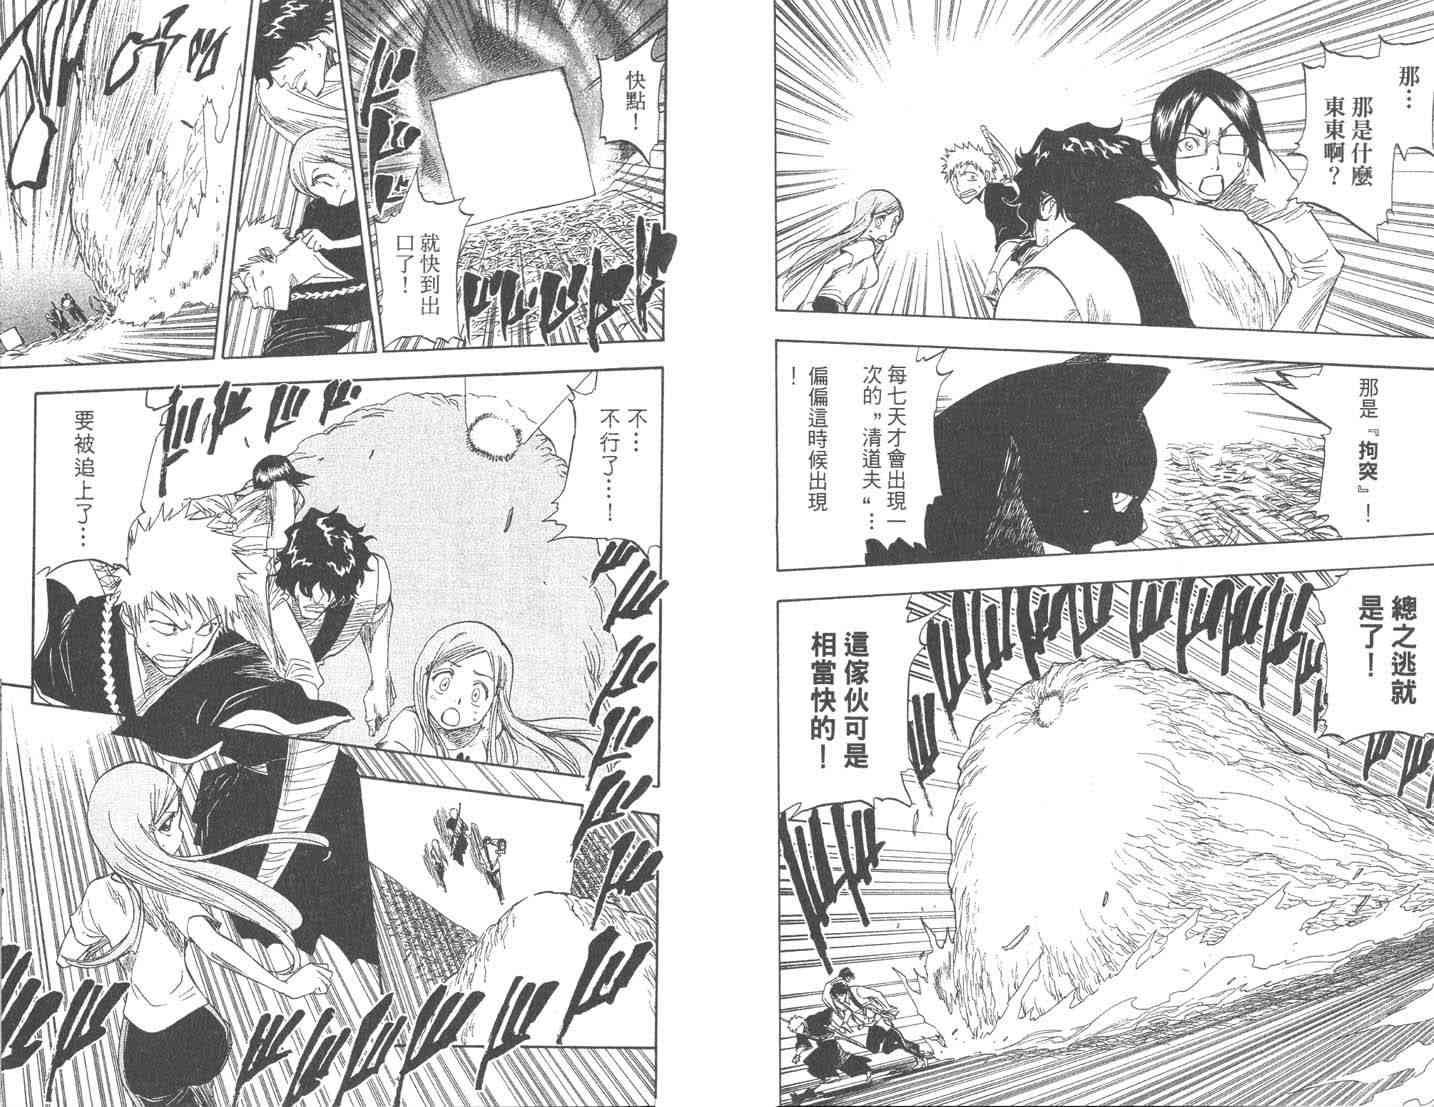 那…
那是什麼
東東啊？
那是『拘突』！
每七天才會出現一
次的”清道夫“…
偏偏這時候出現
！
總之逃就
是了！
這傢伙可是
相當快的！
快點！
就快到出
口了！
不…
不行了…！
要被追上了…